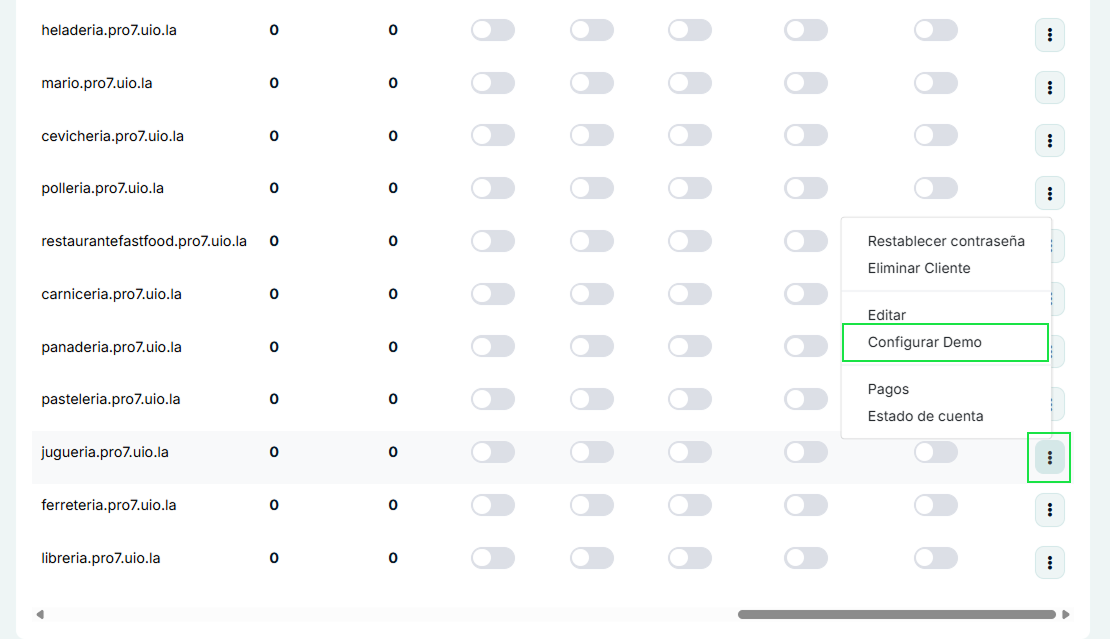 heladeria.pro7.uio.la 0 0
mario.pro7.uio.la 0 0
cevicheria.pro7.uio.la 0 0
polleria.pro7.uio.la 0 0
restaurantefastfood.pro7.uio.la 0 0
Restablecer contraseña
Eliminar Cliente
carniceria.pro7.uio.la 0 0
Editar
panaderia.pro7.uio.la 0 0
Configurar Demo
Pagos
pasteleria.pro7.uio.la 0 0
Estado de cuenta
jugueria.pro7.uio.la 0 0
ferreteria.pro7.uio.la 0 0
libreria.pro7.uio.la 0 0